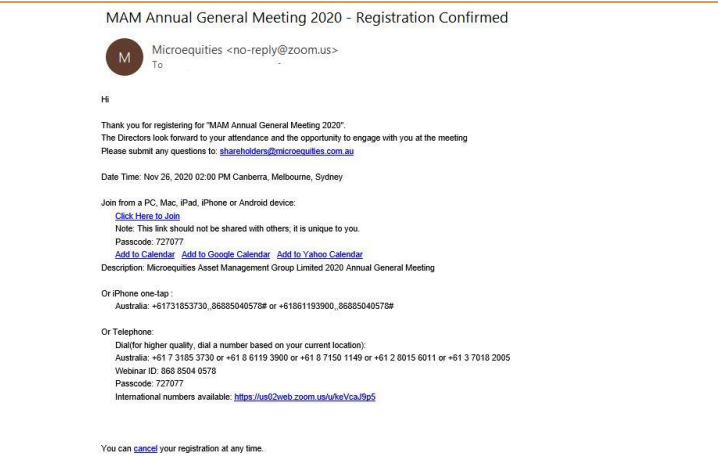 MAM Annual General Meeting 2020 - Registration Confirmed
M
Microequities <no-reply@zoom.us>
To
Hi
Thank you for registering for "MAM Annual General Meeting 2020".
The Directors look forward to your attendance and the opportunity to engage with you at the meeting
Please submit any questions to: shareholders@microequities.com.au
Date Time: Nov 26, 2020 02:00 PM Canberra, Melbourne, Sydney
Join from a PC, Mac, iPad, iPhone or Android device:
Click Here to Join
Note: This link should not be shared with others; it is unique to you.
Passcode: 727077
Add to Calendar Add to Google Calendar Add to Yahoo Calendar
Description: Microequities Asset Management Group Limited 2020 Annual General Meeting
Or iPhone one-tap :
Australia: +61731853730,,86885040578# or +61861193900,,86885040578#
Or Telephone:
Dial(for higher quality, dial a number based on your current location):
Australia: +61 7 3185 3730 or +61 8 6119 3900 or +61 8 7150 1149 or +61 2 8015 6011 or +61 3 7018 2005
Webinar ID: 868 8504 0578
Passcode: 727077
International numbers available: https://us02web.zoom.us/u/keVcaJ9p5
You can cancel your registration at any time.